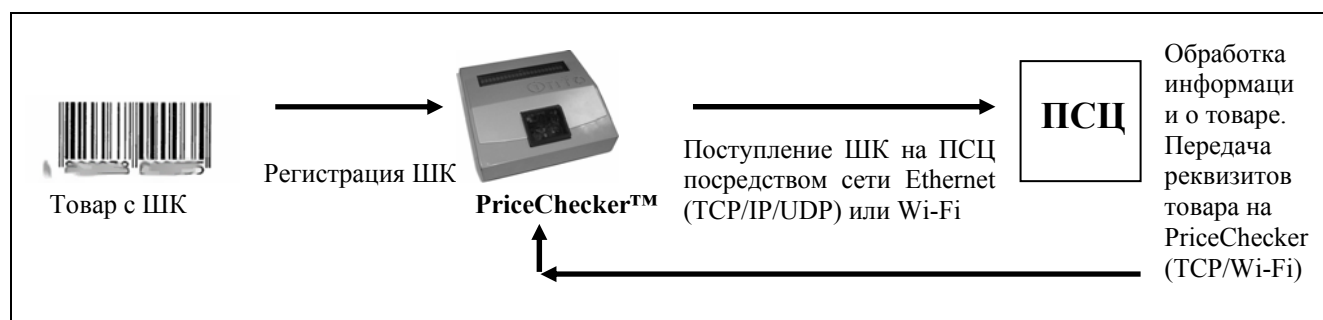 Товар с ШК
Регистрация ШК
PriceChecker™
Поступление ШК на ПСЦ
посредством сети Ethernet
(TCP/IP/UDP) или Wi-Fi
ПСЦ
Обработка
информаци
и о товаре.
Передача
реквизитов
товара на
PriceChecker
(TCP/Wi-Fi)